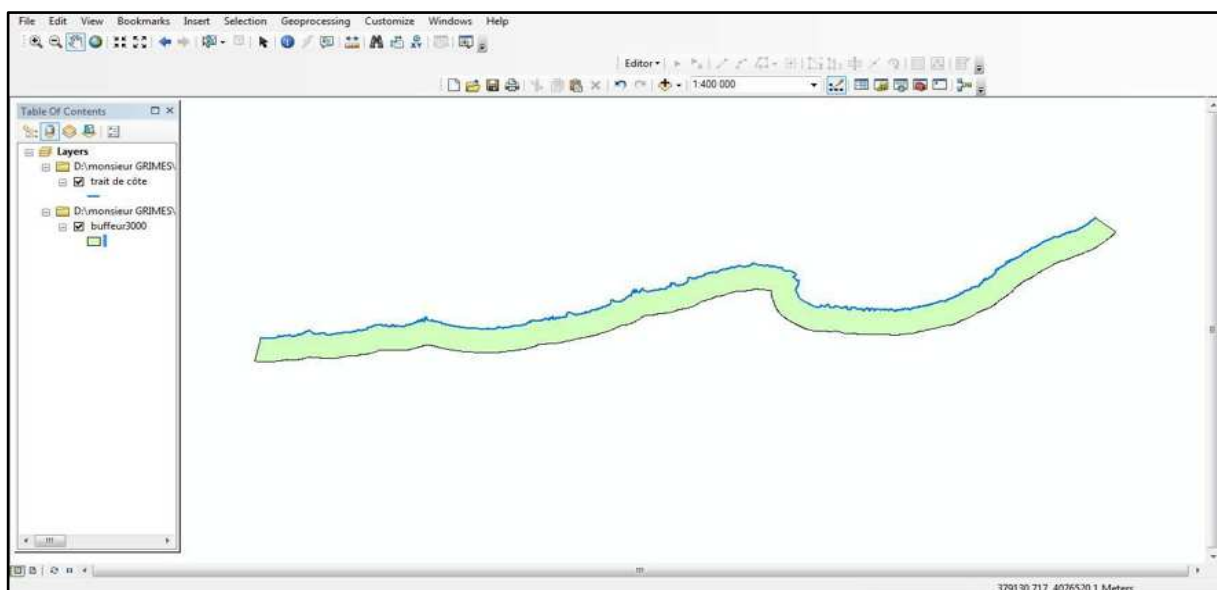 File Edit View Bookmarks Insert Selection Geoprocessing Customize Windows Help
Editor
1:400 000
Table Of Contents
Layers
D:\monsieur GRIMES\
trait de côte
D:\monsieur GRIMES\
buffeur3000
379130,717 4076520,1 Meters